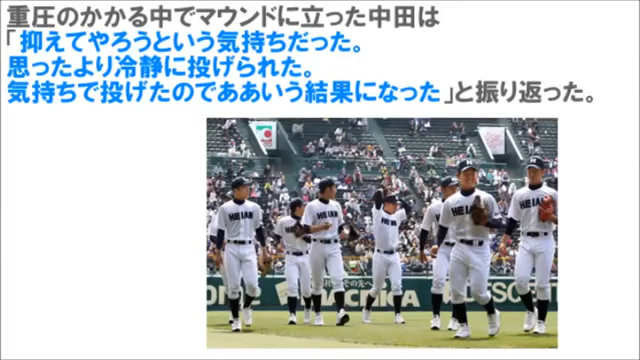 重圧のかかる中でマウンドに立った中田は
「抑えてやろうという気持ちだった。
思ったより冷静に投げられた。
気持ちで投げたのでああいう結果になった」と振り返った。
HEIAN
HEIAN
HEIAN